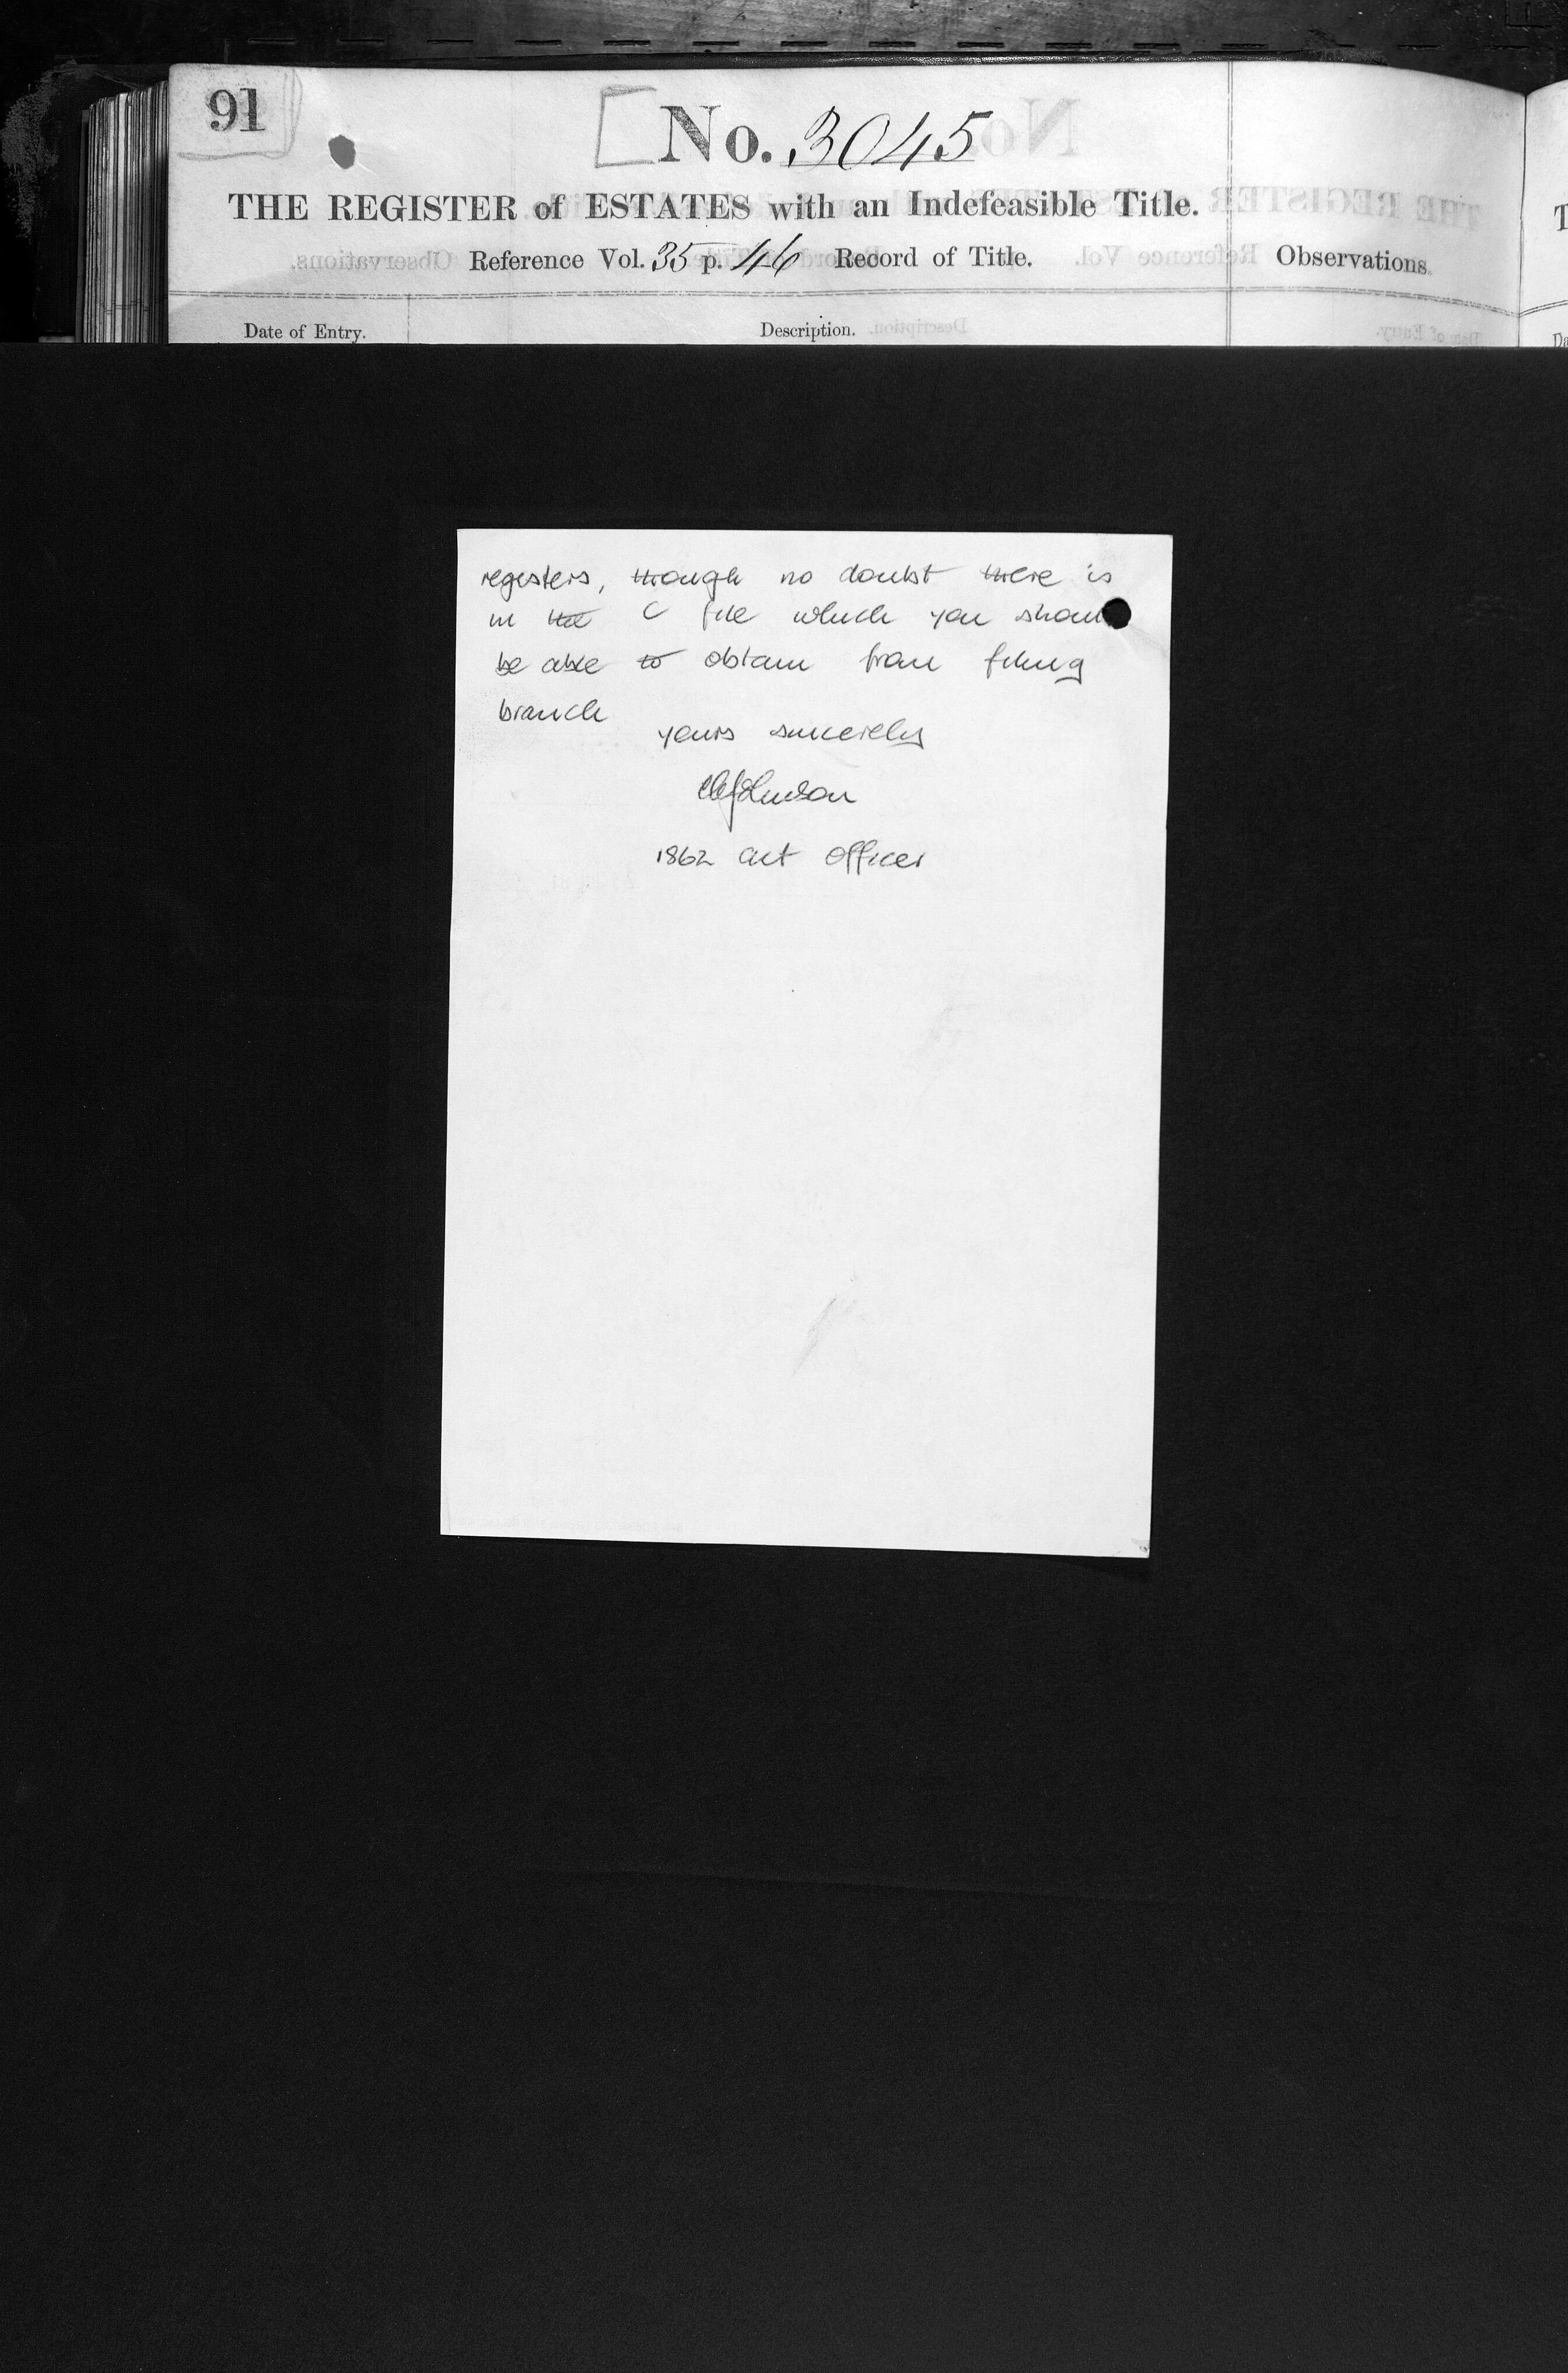 91
No. 3045
THE REGISTER of ESTATES with an Indefeasible Title.
Reference Vol. 35 p. 46 Record of Title.
Observations.
Date of Entry.
Description.
registers, though no doubt there is
in the C file which you shoul
be able to obtain from filing
branch
yours sincerely
1862 act officer